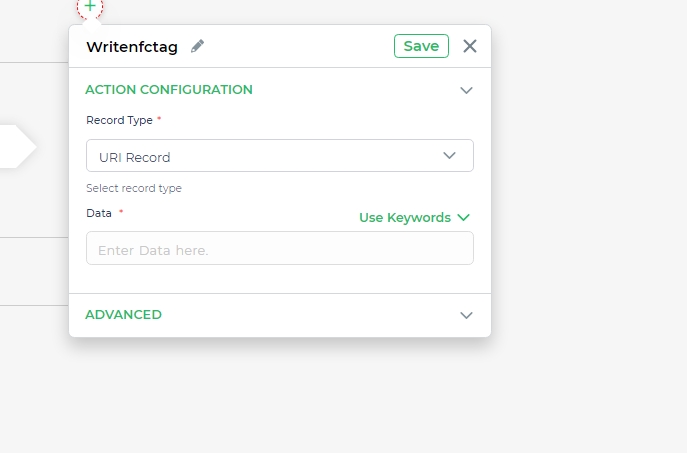 Writenfctag
Save
ACTION CONFIGURATION
Record Type *
URI Record
Select record type
Data *
Use Keywords
Enter Data here.
ADVANCED